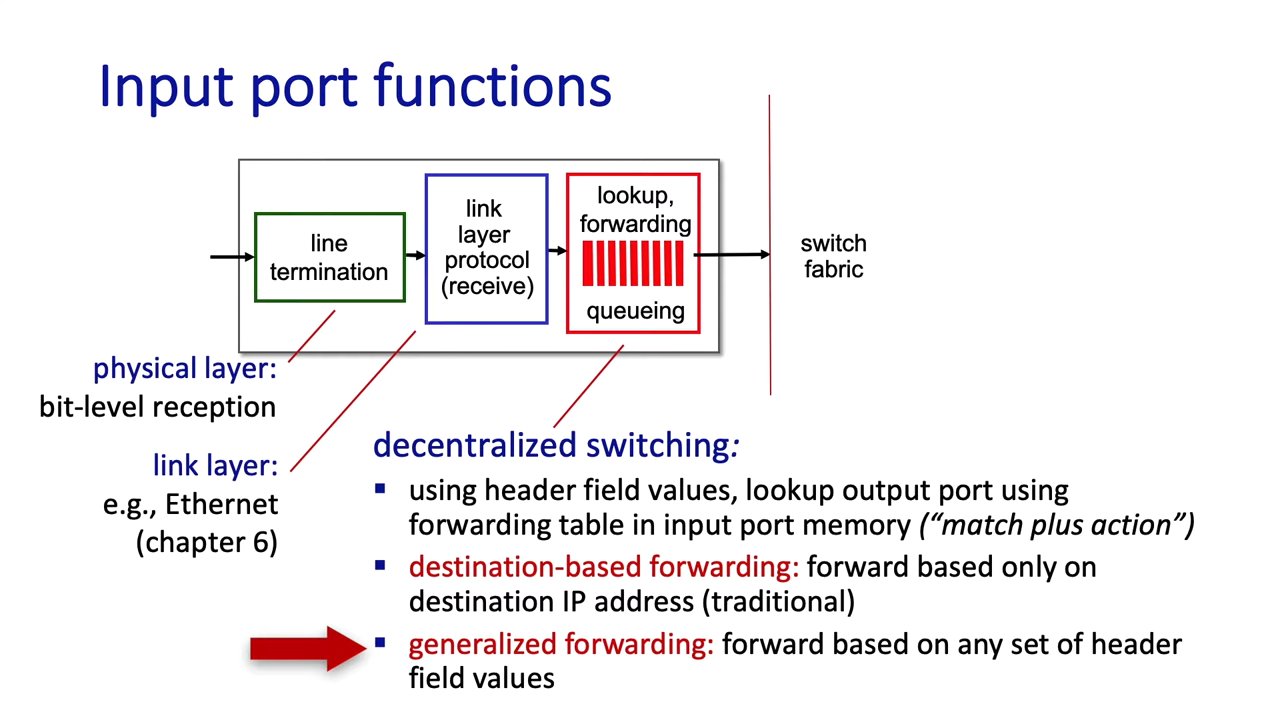 Input port functions
line
termination
link
layer
protocol
(receive)
lookup,
forwarding
queueing
switch
fabric
physical layer:
bit-level reception
link layer:
e.g., Ethernet
(chapter 6)
decentralized switching:
▪ using header field values, lookup output port using
forwarding table in input port memory (“match plus action”)
▪ destination-based forwarding: forward based only on
destination IP address (traditional)
▪ generalized forwarding: forward based on any set of header
field values